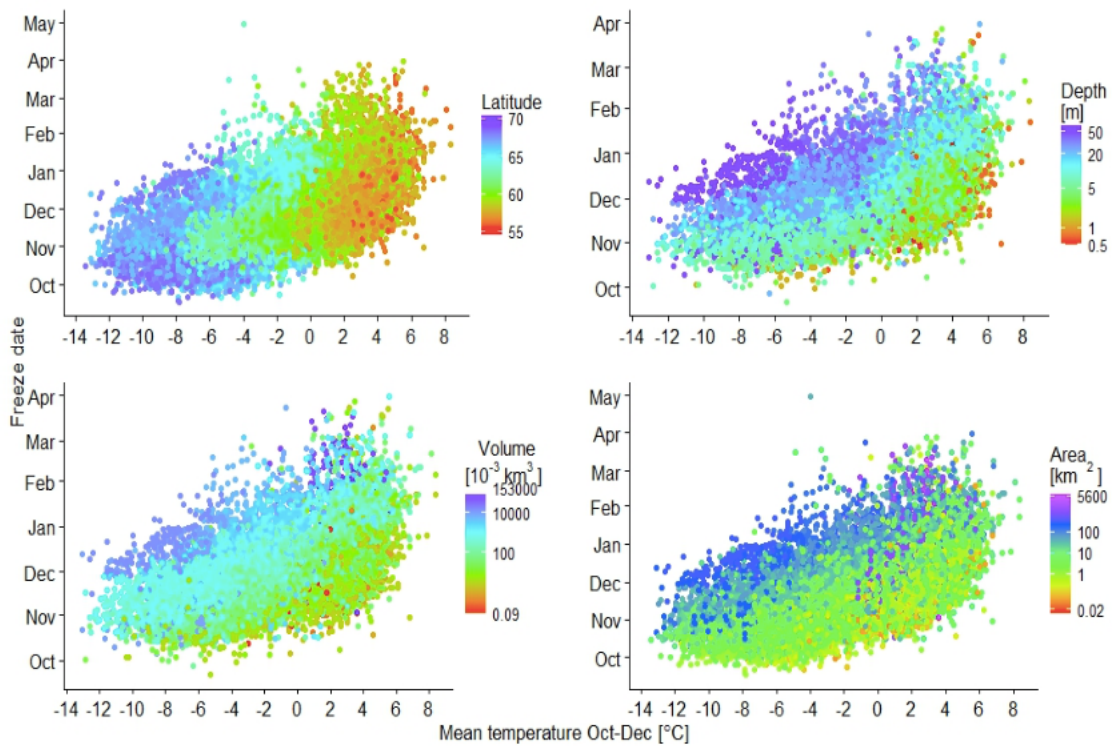 May
Apr
Mar
Feb
Jan
Dec
Nov
Oct
-14 -12 -10 -8 -6 -4 -2 0 2 4 6 8
Latitude
70
65
60
55
Apr
Mar
Feb
Jan
Dec
Nov
Oct
-14 -12 -10 -8 -6 -4 -2 0 2 4 6 8
Depth
[m]
50
20
5
1
0.5
Freeze date
Apr
Mar
Feb
Jan
Dec
Nov
Oct
-14 -12 -10 -8 -6 -4 -2 0 2 4 6 8
Volume
[10⁻³ km³]
153000
10000
100
0.09
May
Apr
Mar
Feb
Jan
Dec
Nov
Oct
-14 -12 -10 -8 -6 -4 -2 0 2 4 6 8
Area
[km²]
5600
100
10
1
0.02
Mean temperature Oct-Dec [°C]